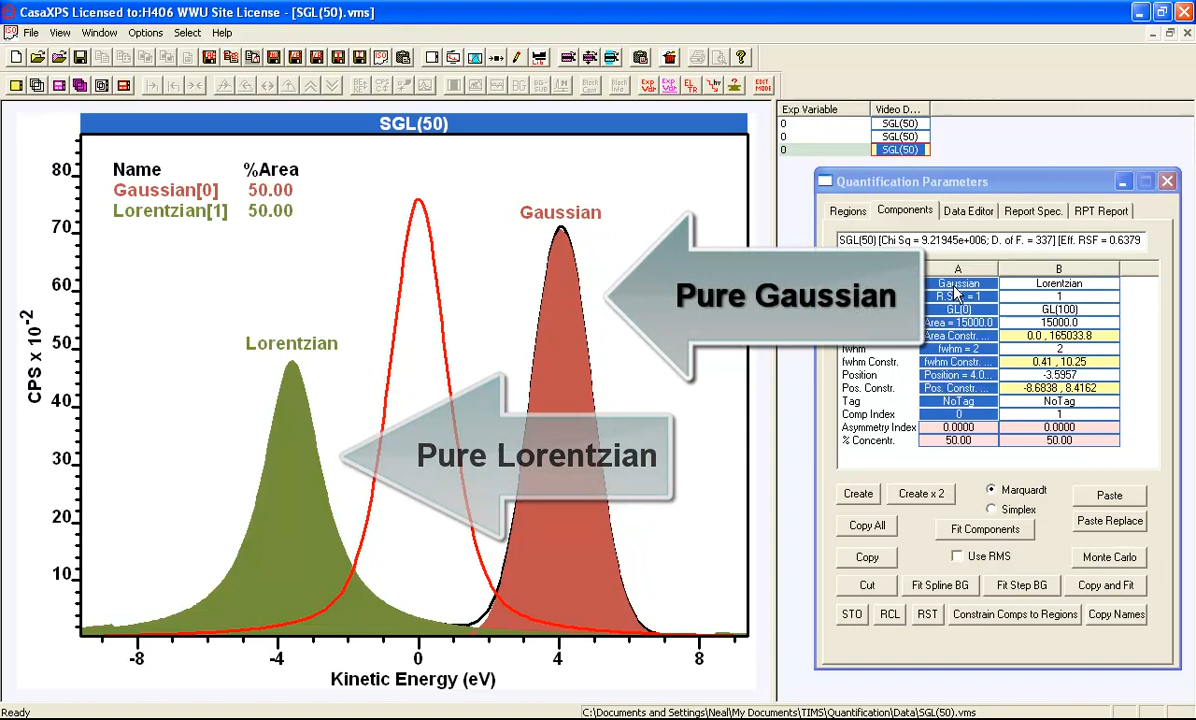 CasaXPS Licensed to:H406 WWU Site License - [SGL(50).vms]
File View Window Options Select Help
SGL(50)
Name %Area
Gaussian[0] 50.00
Lorentzian[1] 50.00
Gaussian
Lorentzian
Pure Gaussian
Pure Lorentzian
CPS x 10-2
80
70
60
50
40
30
20
10
-8 -4 0 4 8
Kinetic Energy (eV)
Exp Variable Video D...
0 SGL(50)
0 SGL(50)
0 SGL(50)
Quantification Parameters
Regions Components Data Editor Report Spec. RPT Report
SGL(50) [Chi Sq = 9.21945e+006; D. of F. = 337] [Eff. RSF = 0.6379
A B
Gaussian Lorentzian
R.S. = 1 1
GL(0) GL(100)
Area = 15000.0 15000.0
Area Constr. ... 0.0 , 165033.8
fwhm = 2 2
fwhm Constr. fwhm Constr. ... 0.41 , 10.25
Position Position = 4.0... -3.5957
Pos. Constr. Pos. Constr. ... -8.6838 , 8.4162
Tag NoTag NoTag
Comp Index 0 1
Asymmetry Index 0.0000 0.0000
% Concentr. 50.00 50.00
Create Create x 2 Marquardt Paste
Simplex
Copy All Fit Components Paste Replace
Copy Use RMS Monte Carlo
Cut Fit Spline BG Fit Step BG Copy and Fit
STO RCL RST Constrain Comps to Regions Copy Names
Ready C:\Documents and Settings\Neal\My Documents\TIMS\Quantification\Data\SGL(50).vms